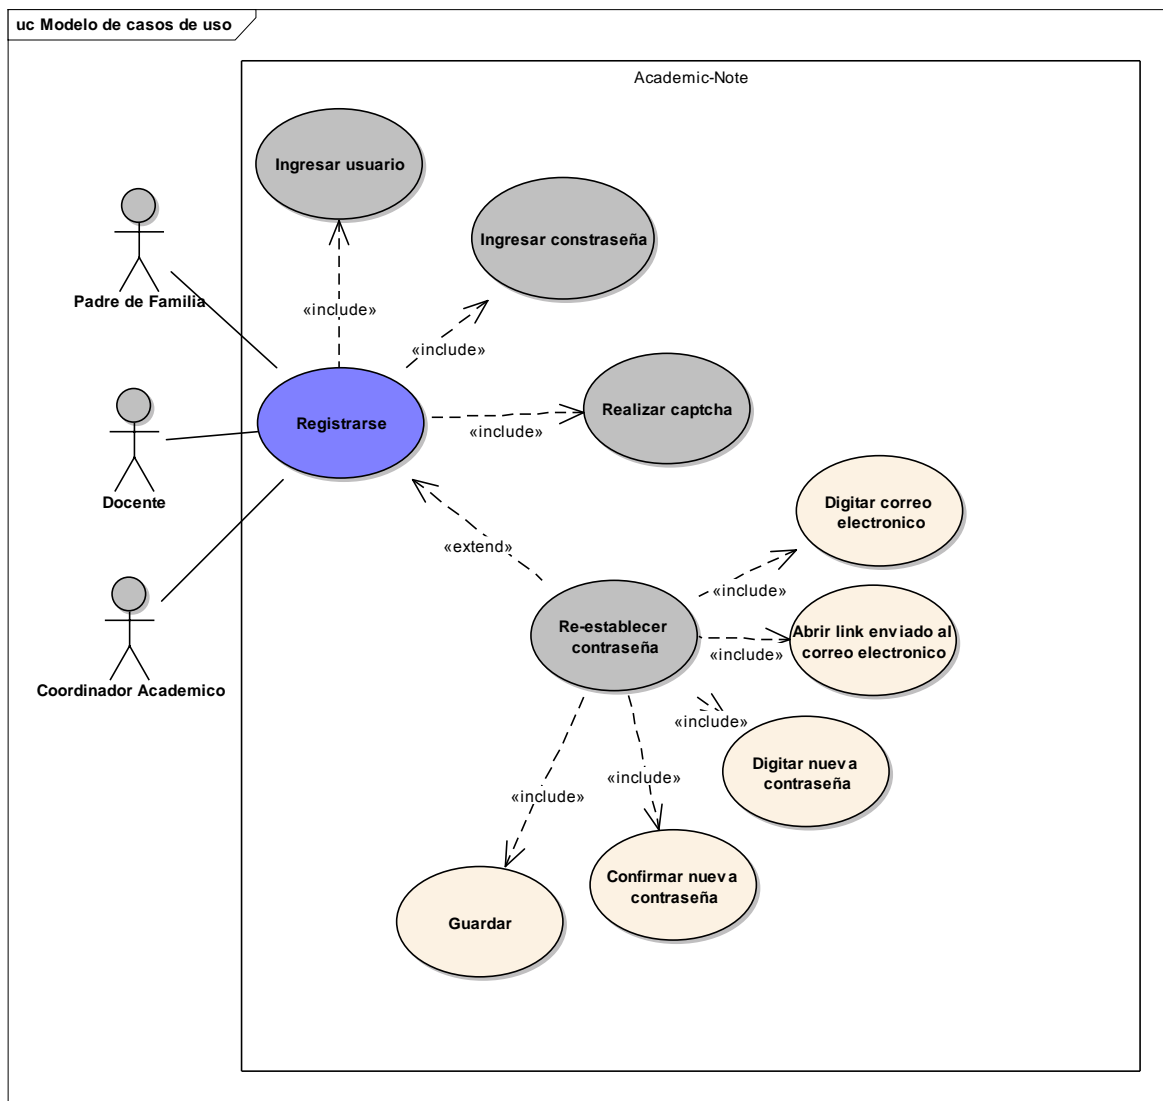 uc Modelo de casos de uso
Academic-Note
Ingresar usuario
Ingresar constraseña
Padre de Familia
«include»
«include»
Realizar captcha
Registrarse
«include»
Docente
Digitar correo
electronico
«extend»
«include»
Re-establecer
contraseña
Abrir link enviado al
correo electronico
«include»
Coordinador Academico
«include»
Digitar nueva
contraseña
«include»
«include»
Confirmar nueva
contraseña
Guardar